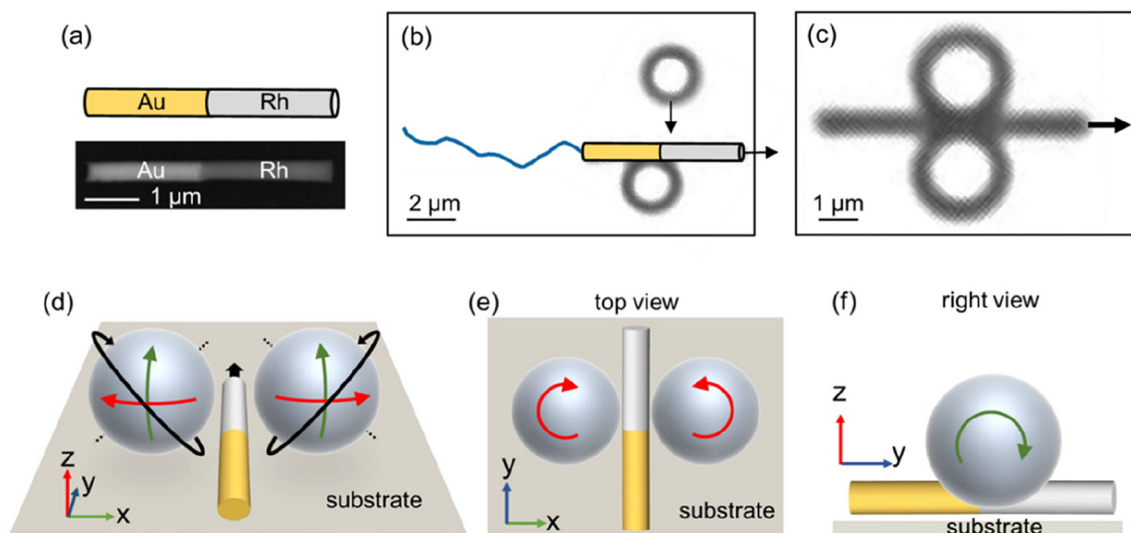 (a)
Au Rh
Au Rh
1 μm
(b)
2 μm
(c)
1 μm
(d)
z
y
x
substrate
(e) top view
y
x
substrate
(f) right view
z
y
substrate